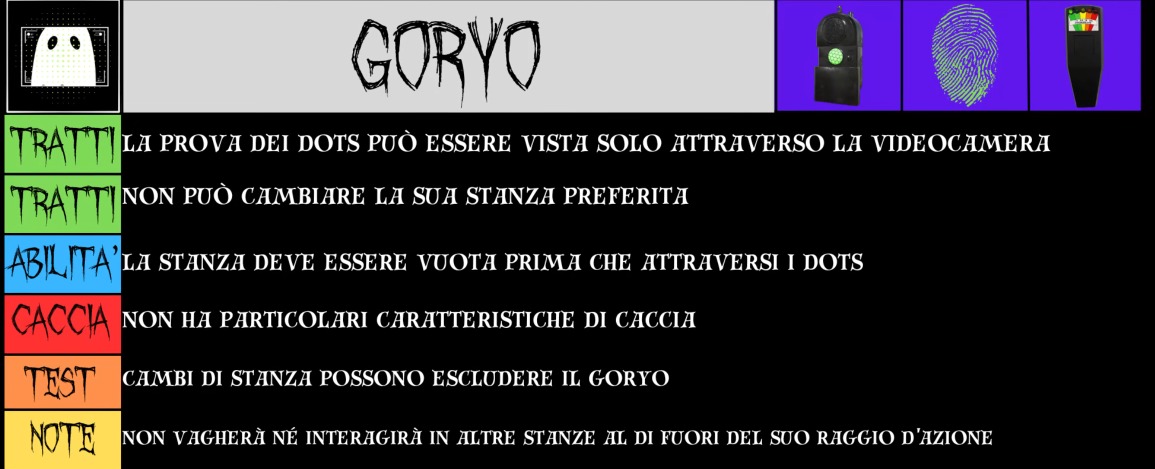 GORYO
TRATTI LA PROVA DEI DOTS PUÒ ESSERE VISTA SOLO ATTRAVERSO LA VIDEOCAMERA
TRATTI NON PUÒ CAMBIARE LA SUA STANZA PREFERITA
ABILITA' LA STANZA DEVE ESSERE VUOTA PRIMA CHE ATTRAVERSI I DOTS
CACCIA NON HA PARTICOLARI CARATTERISTICHE DI CACCIA
TEST CAMBI DI STANZA POSSONO ESCLUDERE IL GORYO
NOTE NON VAGHERÀ NÉ INTERAGIRÀ IN ALTRE STANZE AL DI FUORI DEL SUO RAGGIO D'AZIONE